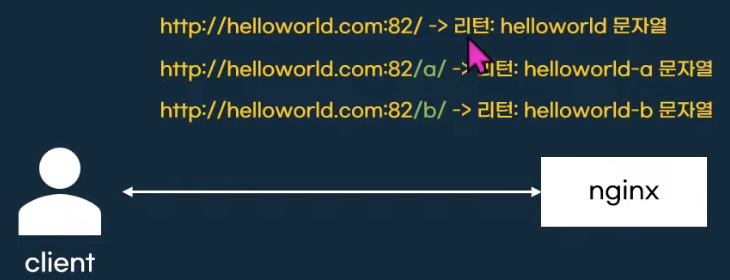 http://helloworld.com:82/ -> 리턴: helloworld 문자열
http://helloworld.com:82/a/ -> 리턴: helloworld-a 문자열
http://helloworld.com:82/b/ -> 리턴: helloworld-b 문자열
nginx
client